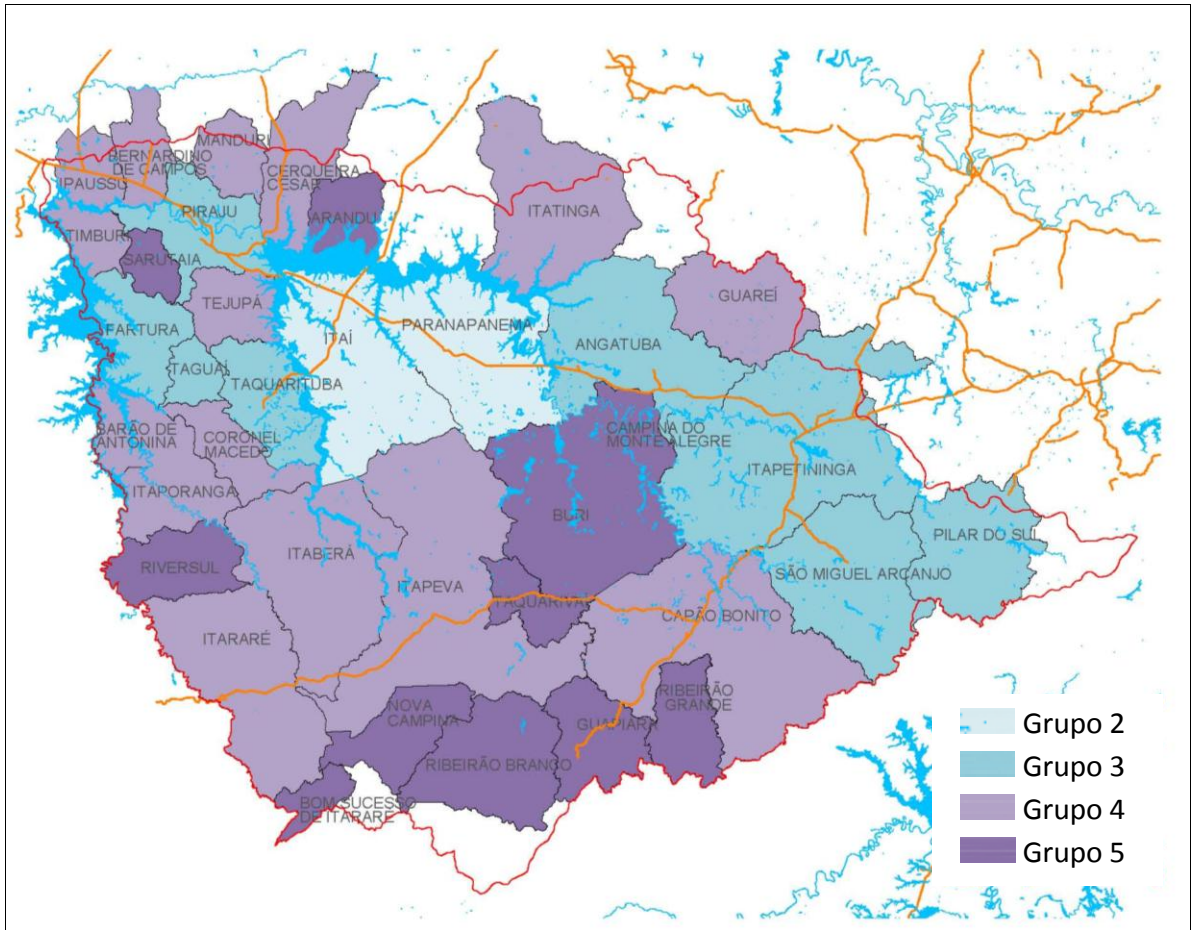 MANDURI
BERNARDINO
DE CAMPOS
IPAUSSU
CERQUEIRA
CESAR
ITATINGA
PIRAJU
ARANDU
TIMBURI
SARUTAIA
TEJUPÁ
GUAREÍ
FARTURA
ITAÍ
PARANAPANEMA
ANGATUBA
TAGUAÍ
TAQUARITUBA
BARÃO DE
ANTONINA
CORONEL
MACEDO
CAMPINA DO
MONTE ALEGRE
ITAPETININGA
ITAPORANGA
BURI
PILAR DO SUL
ITABERÁ
RIVERSUL
ITAPEVA
SÃO MIGUEL ARCANJO
TAQUARIVAÍ
CAPÃO BONITO
ITARARÉ
RIBEIRÃO
GRANDE
NOVA
CAMPINA
GUAPIARA
RIBEIRÃO BRANCO
BOM SUCESSO
DE ITARARÉ
Grupo 2
Grupo 3
Grupo 4
Grupo 5